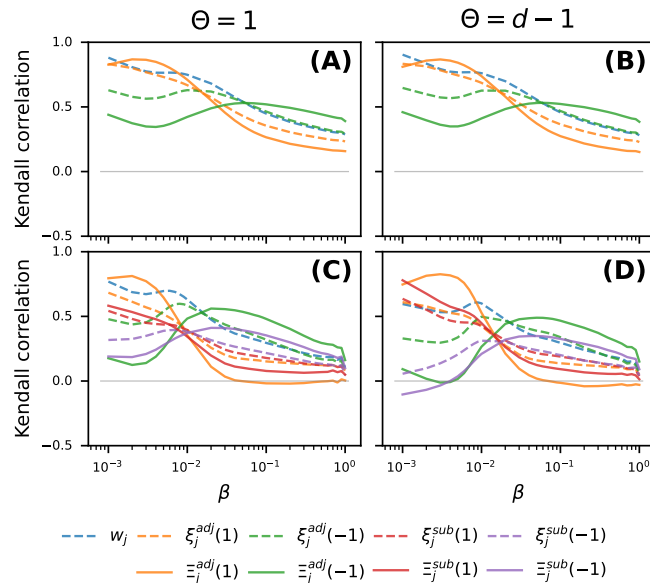 Θ = 1
Θ = d − 1
1.0
0.5
0.0
−0.5
Kendall correlation
(A)
(B)
1.0
0.5
0.0
−0.5
Kendall correlation
(C)
(D)
10⁻³ 10⁻² 10⁻¹ 10⁰
β
10⁻³ 10⁻² 10⁻¹ 10⁰
β
w_j ξ_j^{adj}(1) ξ_j^{adj}(−1) ξ_j^{sub}(1) ξ_j^{sub}(−1)
Ξ_j^{adj}(1) Ξ_j^{adj}(−1) Ξ_j^{sub}(1) Ξ_j^{sub}(−1)